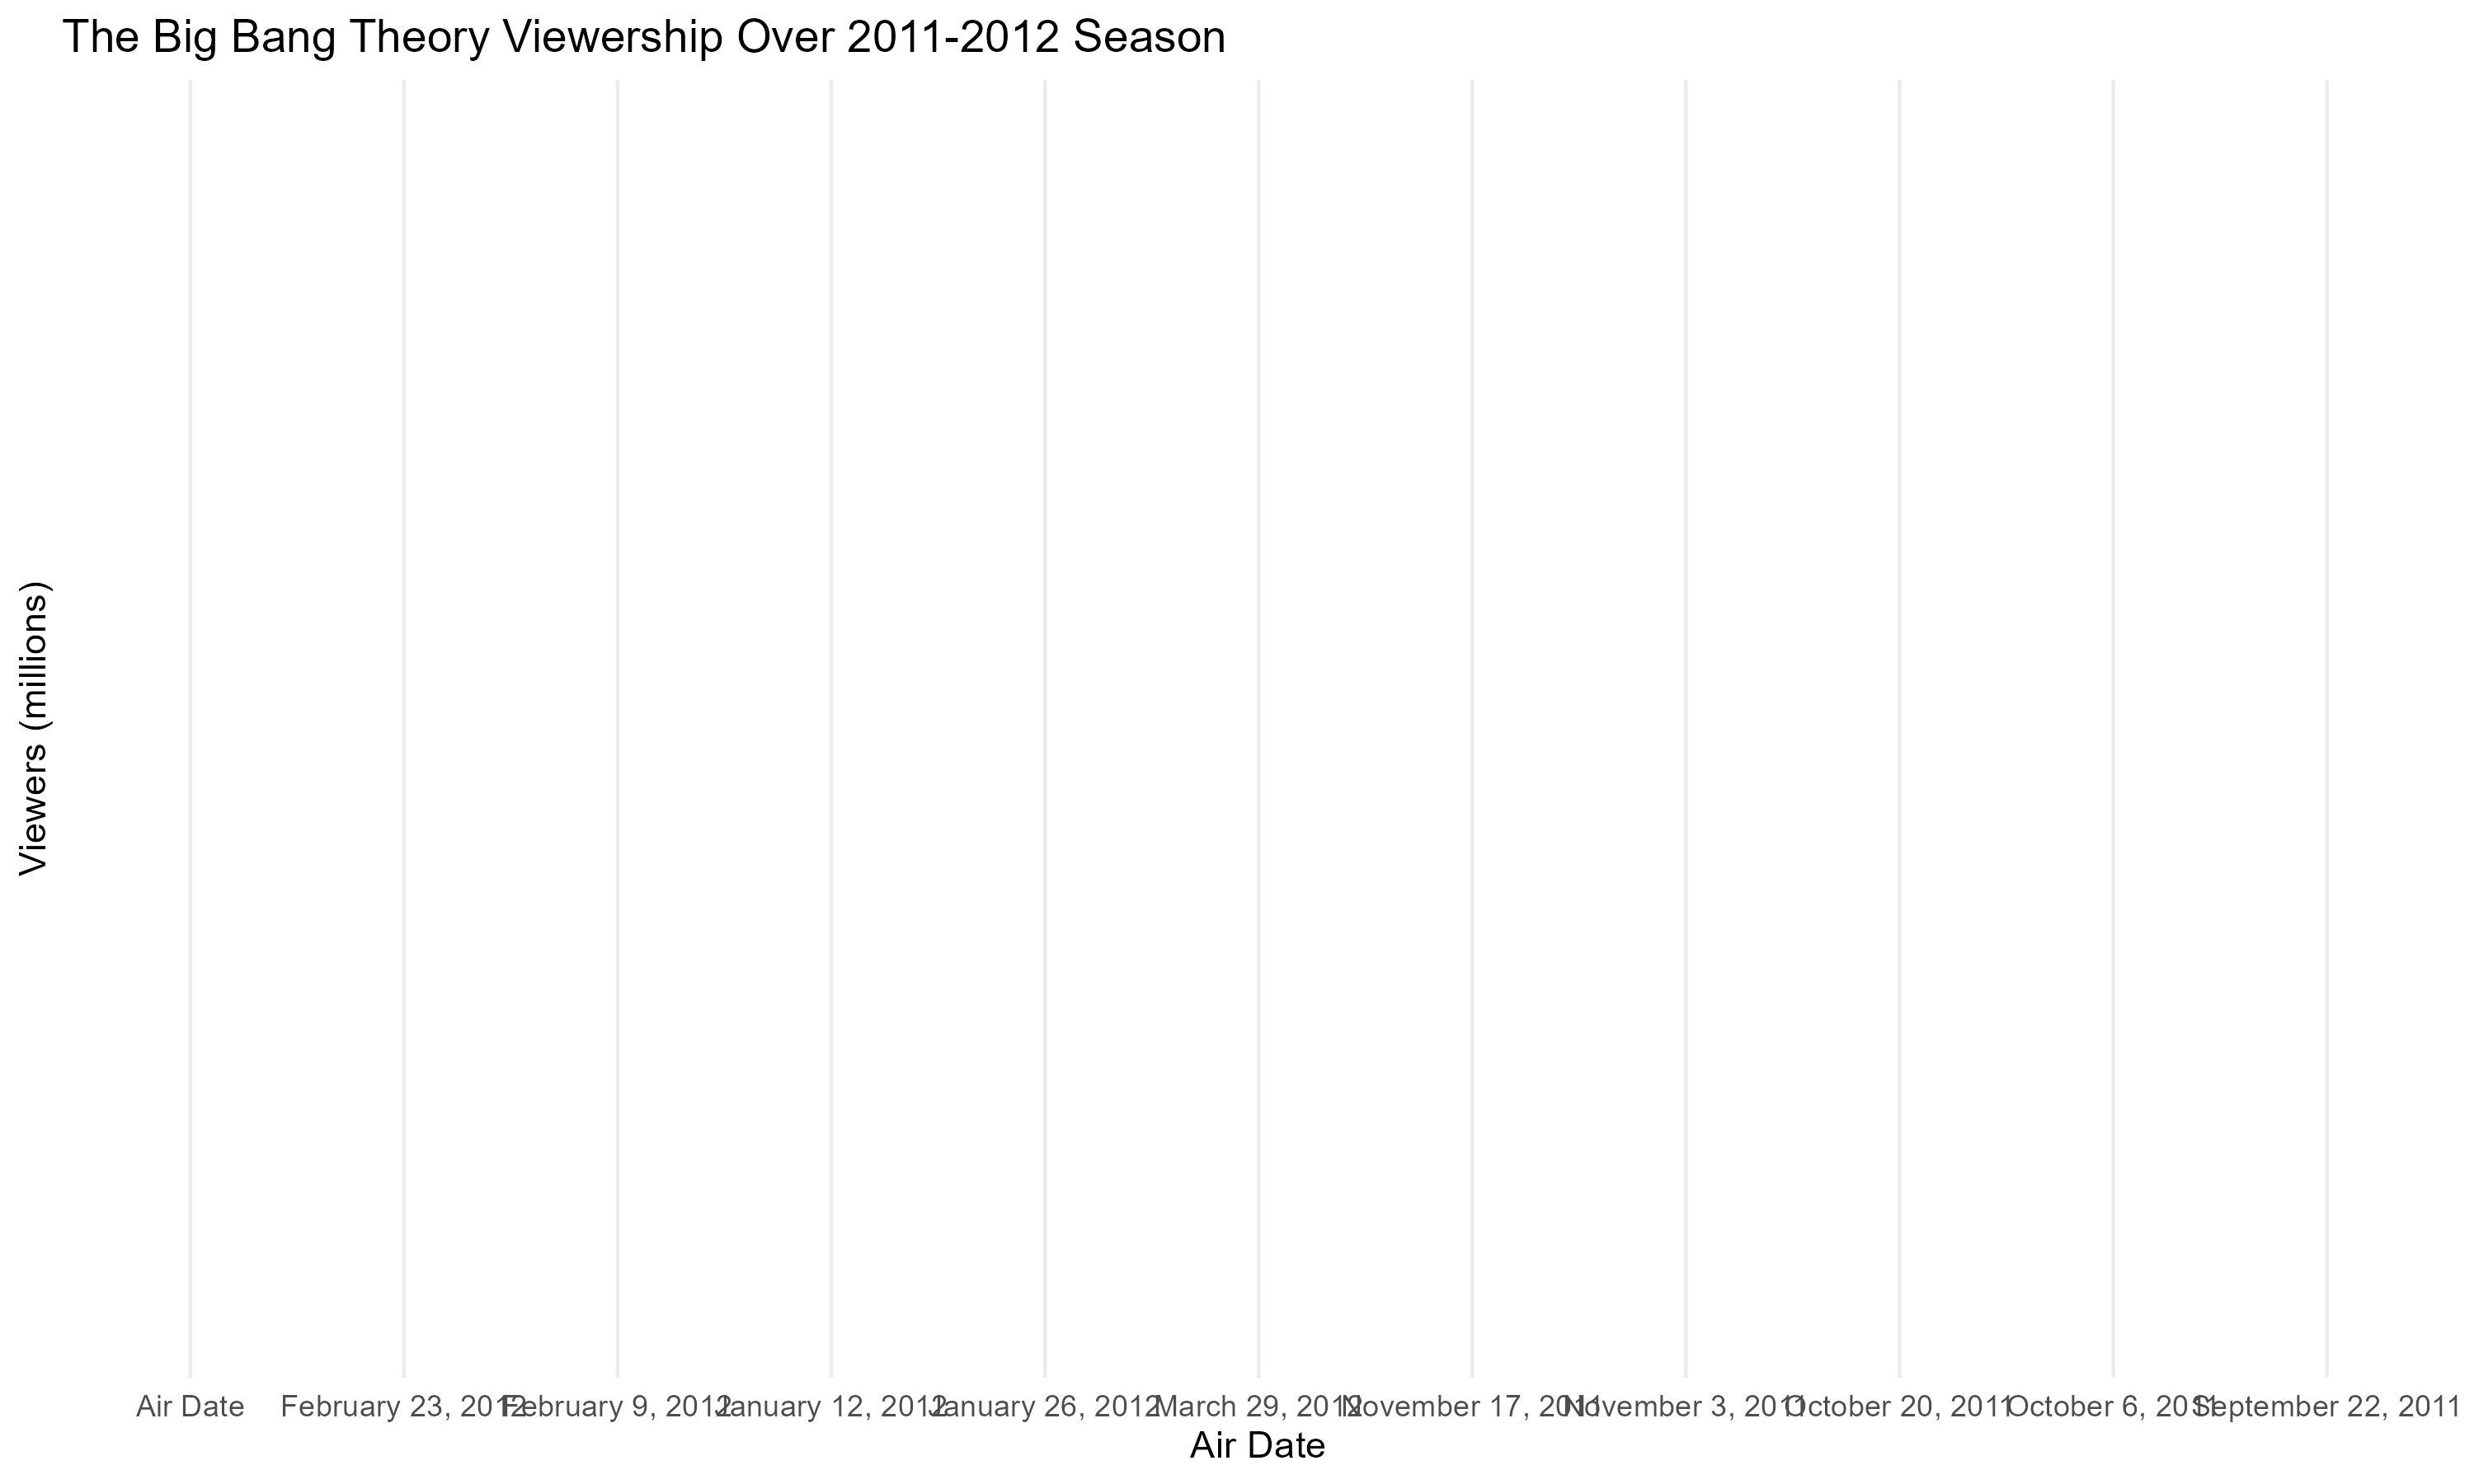 The Big Bang Theory Viewership Over 2011-2012 Season
Viewers (millions)
Air Date
February 23, 2012
February 9, 2012
January 12, 2012
January 26, 2012
March 29, 2012
November 17, 2011
November 3, 2011
October 20, 2011
October 6, 2011
September 22, 2011
Air Date